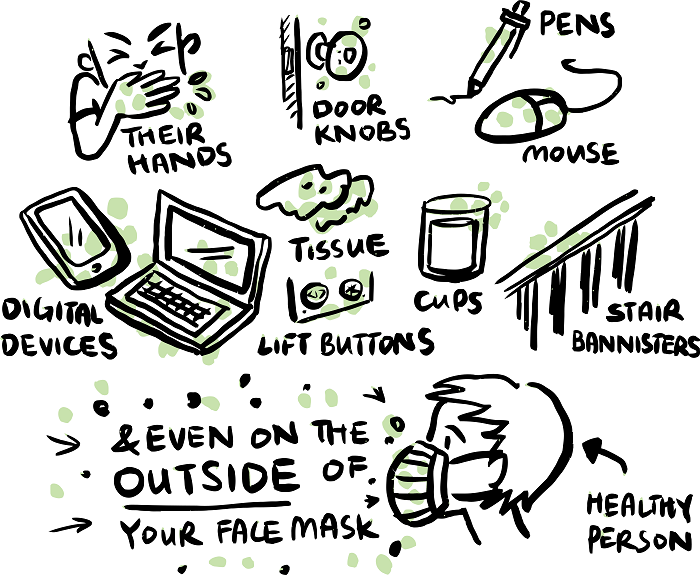 PENS
THEIR
HANDS
DOOR
KNOBS
MOUSE
DIGITAL
DEVICES
TISSUE
LIFT BUTTONS
CUPS
STAIR
BANNISTERS
& EVEN ON THE
OUTSIDE OF
YOUR FACE MASK
HEALTHY
PERSON